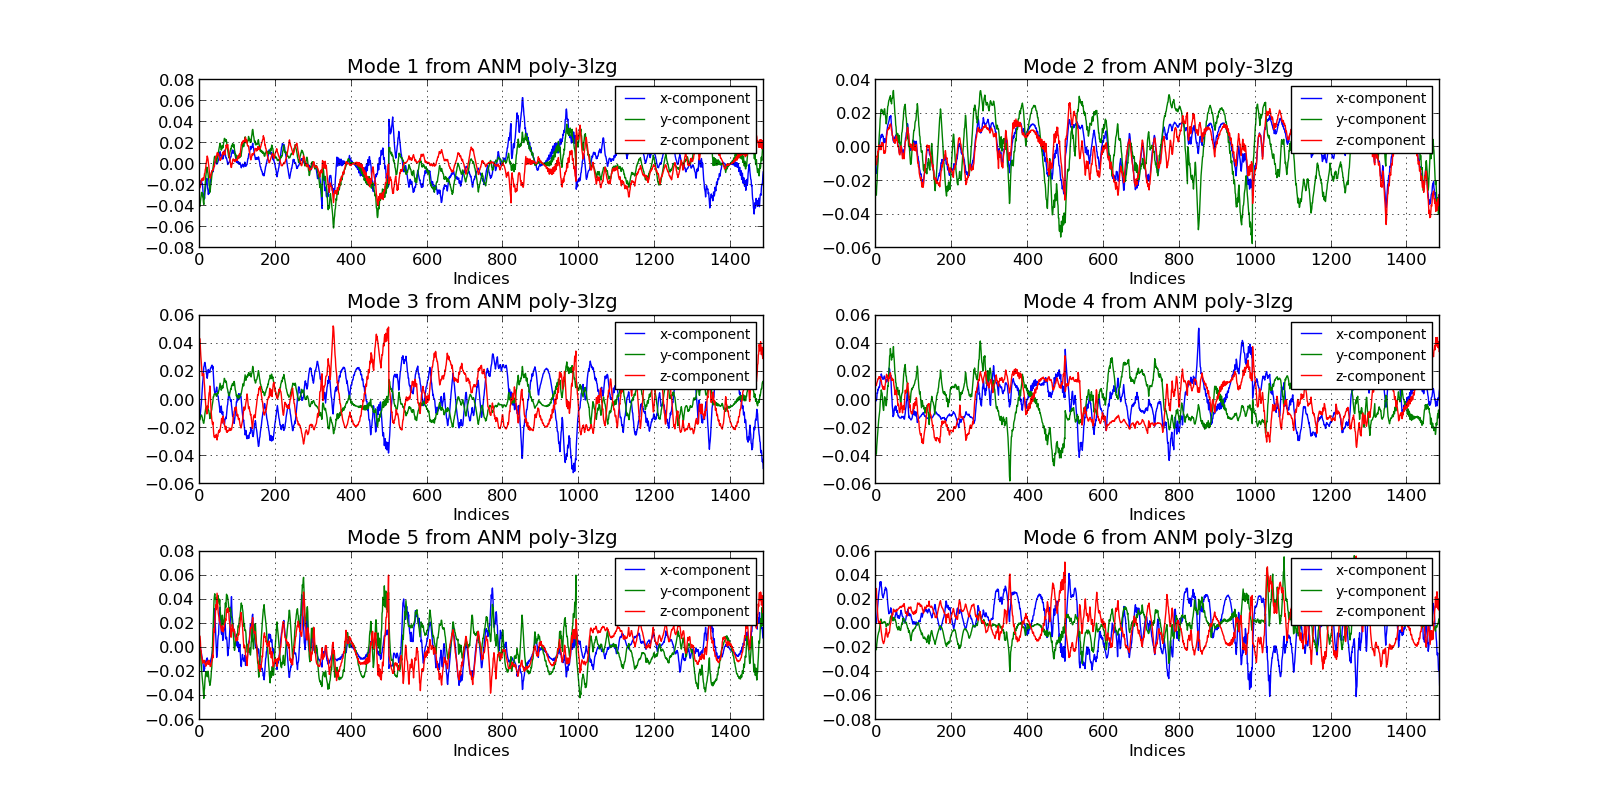 Mode 1 from ANM poly-3lzg
0.08
0.06
0.04
0.02
0.00
−0.02
−0.04
−0.06
−0.08
x-component
y-component
z-component
0 200 400 600 800 1000 1200 1400
Indices
Mode 2 from ANM poly-3lzg
0.04
0.02
0.00
−0.02
−0.04
−0.06
x-component
y-component
z-component
0 200 400 600 800 1000 1200 1400
Indices
Mode 3 from ANM poly-3lzg
0.06
0.04
0.02
0.00
−0.02
−0.04
−0.06
x-component
y-component
z-component
0 200 400 600 800 1000 1200 1400
Indices
Mode 4 from ANM poly-3lzg
0.06
0.04
0.02
0.00
−0.02
−0.04
−0.06
x-component
y-component
z-component
0 200 400 600 800 1000 1200 1400
Indices
Mode 5 from ANM poly-3lzg
0.08
0.06
0.04
0.02
0.00
−0.02
−0.04
−0.06
x-component
y-component
z-component
0 200 400 600 800 1000 1200 1400
Indices
Mode 6 from ANM poly-3lzg
0.06
0.04
0.02
0.00
−0.02
−0.04
−0.06
−0.08
x-component
y-component
z-component
0 200 400 600 800 1000 1200 1400
Indices